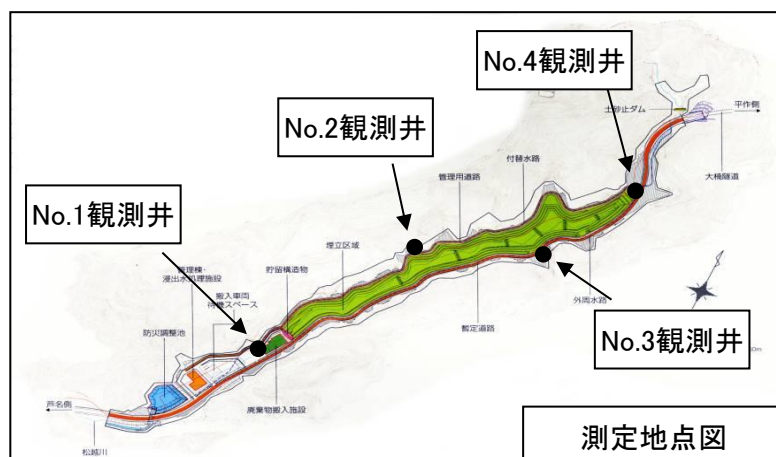 No.4観測井
土砂止ダム
平作側
No.2観測井
付替水路
管理用道路
大楠隧道
No.1観測井
埋立区域
貯留構造物
管理棟・
浸出水処理施設
搬入車両
待機スペース
防災調整池
外周水路
No.3観測井
暫定道路
芦名側
廃棄物搬入施設
松越川
測定地点図